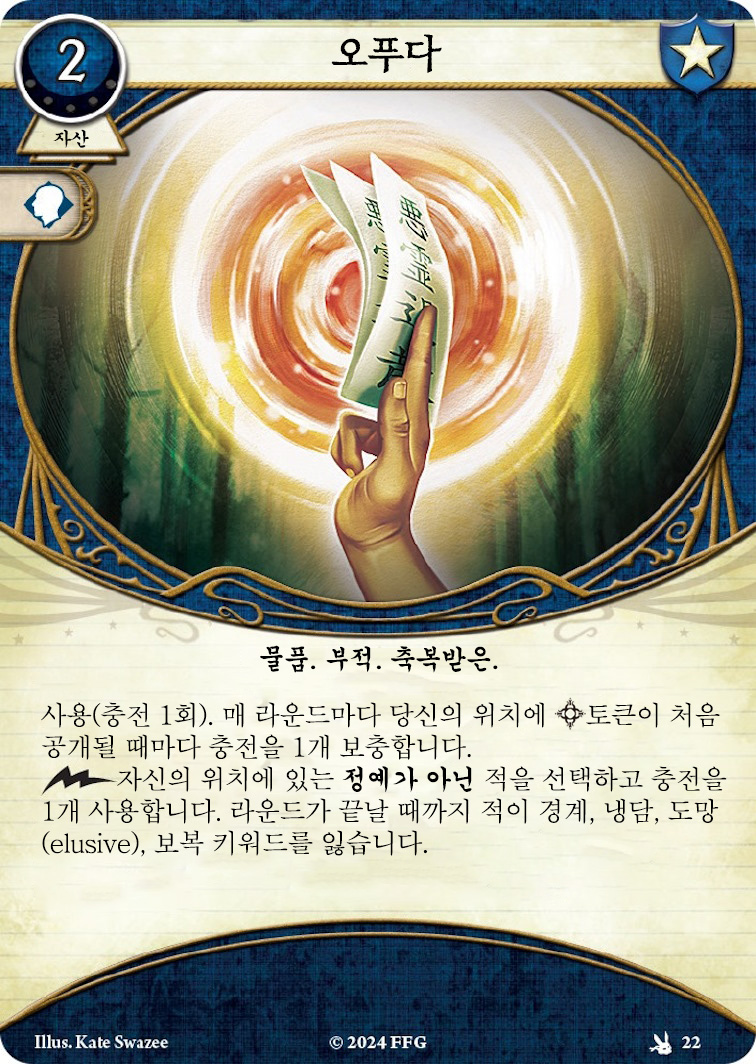 오푸다
2
자산
물품. 부적. 축복받은.
사용(충전 1회). 매 라운드마다 당신의 위치에 토큰이 처음
공개될 때마다 충전을 1개 보충합니다.
자신의 위치에 있는 정예가 아닌 적을 선택하고 충전을
1개 사용합니다. 라운드가 끝날 때까지 적이 경계, 냉담, 도망
(elusive), 보복 키워드를 잃습니다.
Illus. Kate Swazee
© 2024 FFG
22